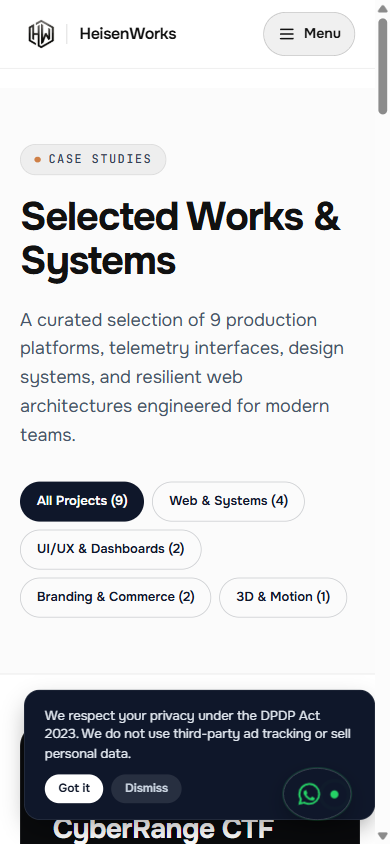 HW
HeisenWorks
Menu
CASE STUDIES
Selected Works &
Systems
A curated selection of 9 production
platforms, telemetry interfaces, design
systems, and resilient web
architectures engineered for modern
teams.
All Projects (9)
Web & Systems (4)
UI/UX & Dashboards (2)
Branding & Commerce (2)
3D & Motion (1)
We respect your privacy under the DPDP Act
2023. We do not use third-party ad tracking or sell
personal data.
Got it
Dismiss
CyberRange CTF